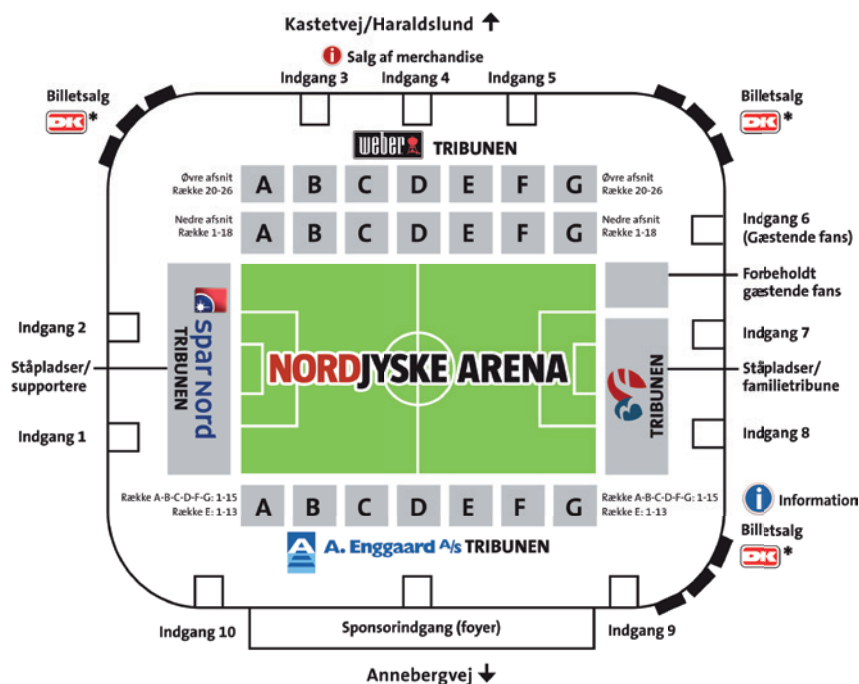 Kastetvej/Haraldslund
i Salg af merchandise
Indgang 3
Indgang 4
Indgang 5
Billetsalg
DK *
Billetsalg
DK *
weber TRIBUNEN
Øvre afsnit
Række 20-26
A B C D E F G
Øvre afsnit
Række 20-26
Nedre afsnit
Række 1-18
A B C D E F G
Nedre afsnit
Række 1-18
Indgang 6
(Gæstende fans)
Forbeholdt
gæstende fans
Indgang 2
Ståpladser/
supportere
Indgang 1
spar nord
TRIBUNEN
NORDJYSKE ARENA
3F
TRIBUNEN
Indgang 7
Ståpladser/
familietribune
Indgang 8
Række A-B-C-D-F-G: 1-15
Række E: 1-13
A B C D E F G
Række A-B-C-D-F-G: 1-15
Række E: 1-13
i Information
Billetsalg
DK *
A A. Enggaard A/s TRIBUNEN
Indgang 10
Sponsorindgang (foyer)
Indgang 9
Annebergvej